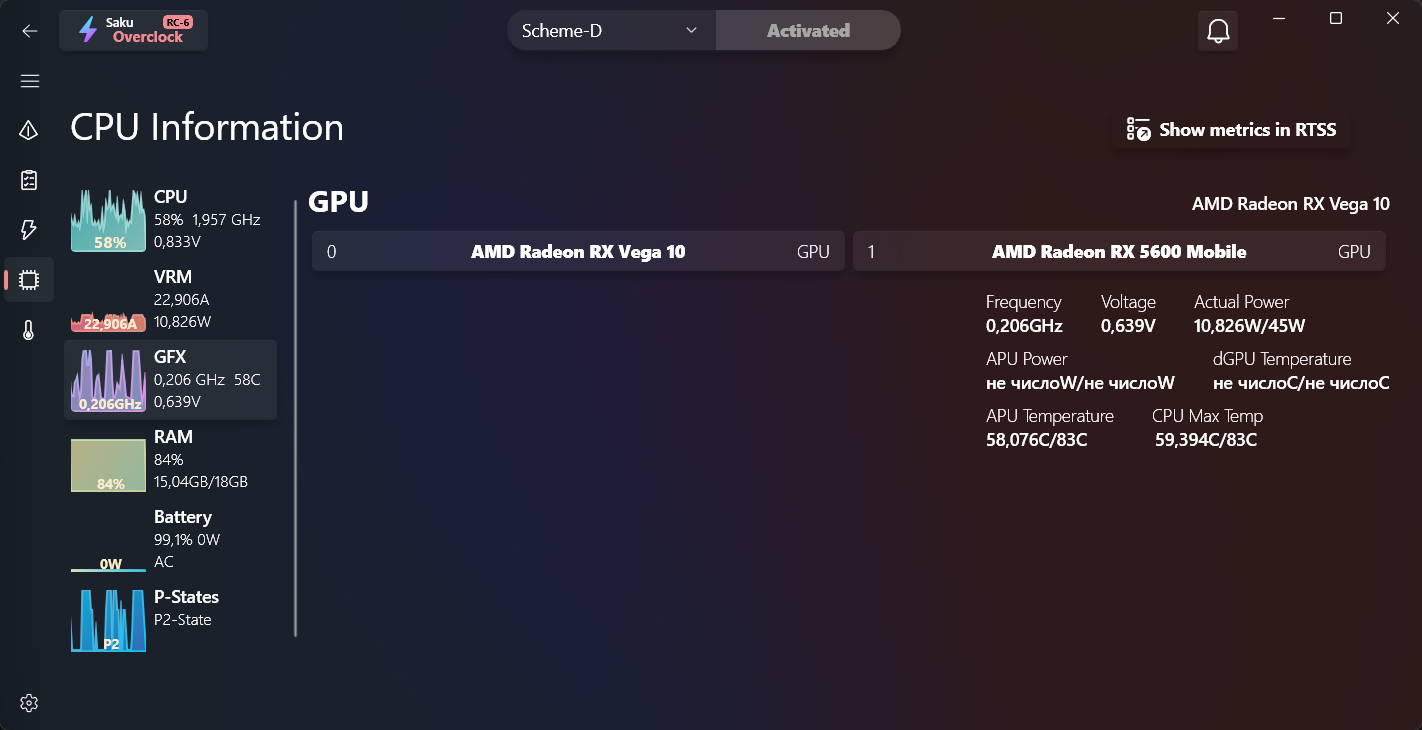 Saku RC-6
Overclock
Scheme-D
Activated
CPU Information
Show metrics in RTSS
CPU
58% 1,957 GHz
0,833V
58%
VRM
22,906A
10,826W
22,906A
GFX
0,206 GHz 58C
0,639V
0,206GHz
RAM
84%
15,04GB/18GB
84%
Battery
99,1% 0W
AC
0W
P-States
P2-State
P2
GPU
AMD Radeon RX Vega 10
0 AMD Radeon RX Vega 10 GPU
1 AMD Radeon RX 5600 Mobile GPU
Frequency Voltage Actual Power
0,206GHz 0,639V 10,826W/45W
APU Power dGPU Temperature
не числоW/не числоW не числоC/не числоC
APU Temperature CPU Max Temp
58,076C/83C 59,394C/83C